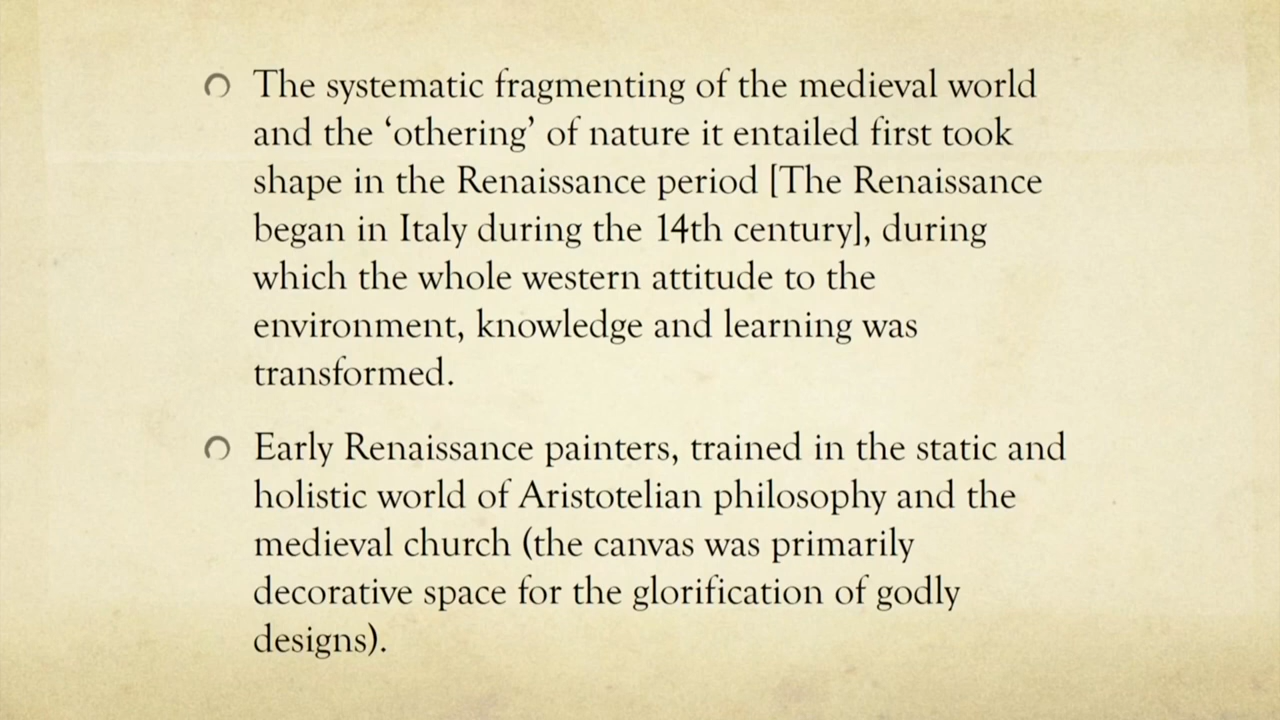 The systematic fragmenting of the medieval world
and the ‘othering’ of nature it entailed first took
shape in the Renaissance period [The Renaissance
began in Italy during the 14th century], during
which the whole western attitude to the
environment, knowledge and learning was
transformed.
Early Renaissance painters, trained in the static and
holistic world of Aristotelian philosophy and the
medieval church (the canvas was primarily
decorative space for the glorification of godly
designs).